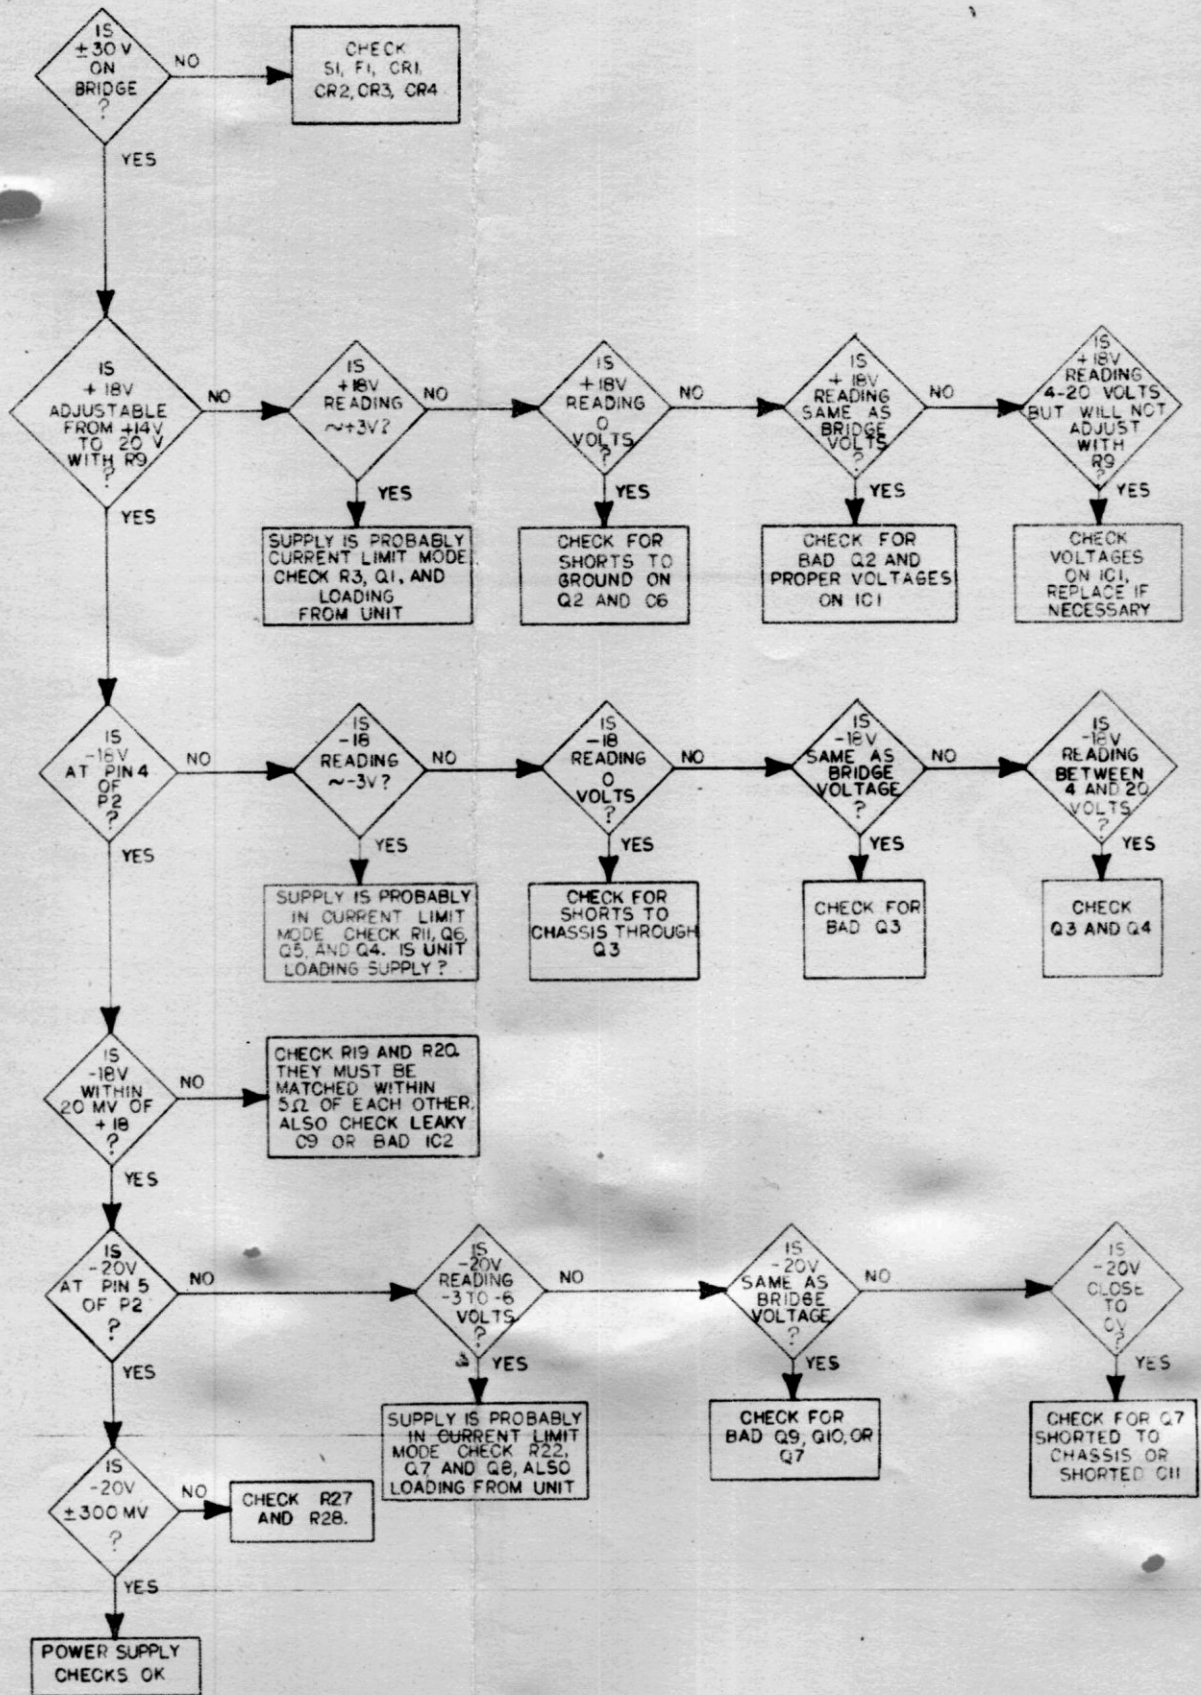 IS
±30 V
ON
BRIDGE
?
NO
CHECK
S1, F1, CR1,
CR2, CR3, CR4
YES
IS
+ 18V
ADJUSTABLE
FROM +14V
TO 20 V
WITH R9
?
NO
IS
+18V
READING
~+3V?
NO
IS
+18V
READING
0
VOLTS
?
NO
IS
+ 18V
READING
SAME AS
BRIDGE
VOLTS
?
NO
IS
+18V
READING
4-20 VOLTS
BUT WILL NOT
ADJUST
WITH
R9
?
YES
YES
YES
YES
YES
SUPPLY IS PROBABLY
CURRENT LIMIT MODE
CHECK R3, Q1, AND
LOADING
FROM UNIT
CHECK FOR
SHORTS TO
GROUND ON
Q2 AND C6
CHECK FOR
BAD Q2 AND
PROPER VOLTAGES
ON IC1
CHECK
VOLTAGES
ON IC1,
REPLACE IF
NECESSARY
IS
-18V
AT PIN 4
OF
P2
?
NO
IS
-18
READING
~-3V?
NO
IS
-18
READING
0
VOLTS
?
NO
IS
-18V
SAME AS
BRIDGE
VOLTAGE
?
NO
IS
-18V
READING
BETWEEN
4 AND 20
VOLTS
?
YES
YES
YES
YES
YES
SUPPLY IS PROBABLY
IN CURRENT LIMIT
MODE CHECK R11, Q6,
Q5, AND Q4. IS UNIT
LOADING SUPPLY ?
CHECK FOR
SHORTS TO
CHASSIS THROUGH
Q3
CHECK FOR
BAD Q3
CHECK
Q3 AND Q4
IS
-18V
WITHIN
20 MV OF
+18
?
NO
CHECK R19 AND R20.
THEY MUST BE
MATCHED WITHIN
5Ω OF EACH OTHER.
ALSO CHECK LEAKY
C9 OR BAD IC2
YES
IS
-20V
AT PIN 5
OF P2
?
NO
IS
-20V
READING
-3 TO -6
VOLTS
?
NO
IS
-20V
SAME AS
BRIDGE
VOLTAGE
?
NO
IS
-20V
CLOSE
TO
0V
?
YES
YES
YES
YES
SUPPLY IS PROBABLY
IN CURRENT LIMIT
MODE CHECK R22,
Q7 AND Q8, ALSO
LOADING FROM UNIT
CHECK FOR
BAD Q9, Q10, OR
Q7
CHECK FOR Q7
SHORTED TO
CHASSIS OR
SHORTED C11
IS
-20V
±300 MV
?
NO
CHECK R27
AND R28.
YES
POWER SUPPLY
CHECKS OK